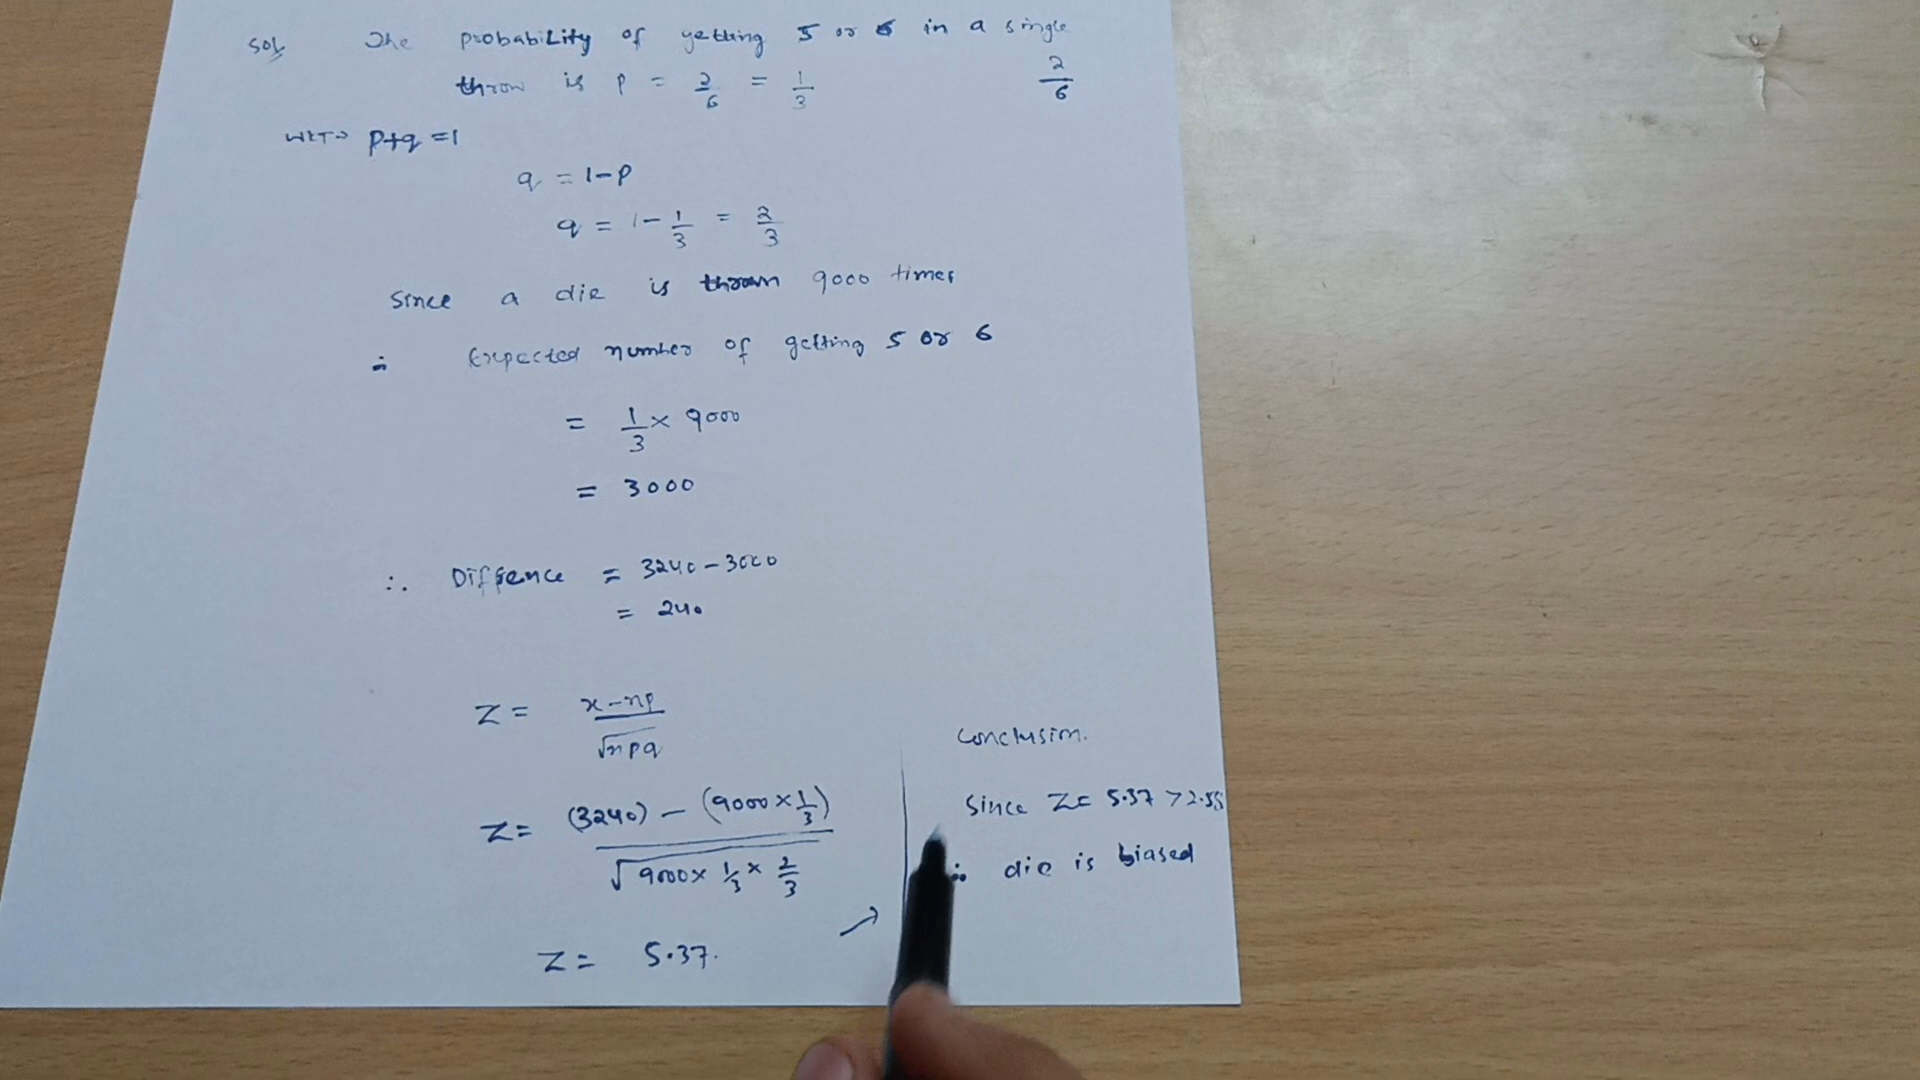 Sol The probability of getting 5 or 6 in a single
throw is P = 2/6 = 1/3 2/6
WKT P+q =1
q = 1-P
q = 1-1/3 = 2/3
Since a die is thrown 9000 times
∴ Expected number of getting 5 or 6
= 1/3 × 9000
= 3000
∴ Diffence = 3240-3000
= 240
Z = x-np/√npq
Z = (3240) - (9000×1/3)/√9000× 1/3 × 2/3
Z = 5.37.
Conclusion.
Since Z= 5.37 >2.58
∴ die is biased